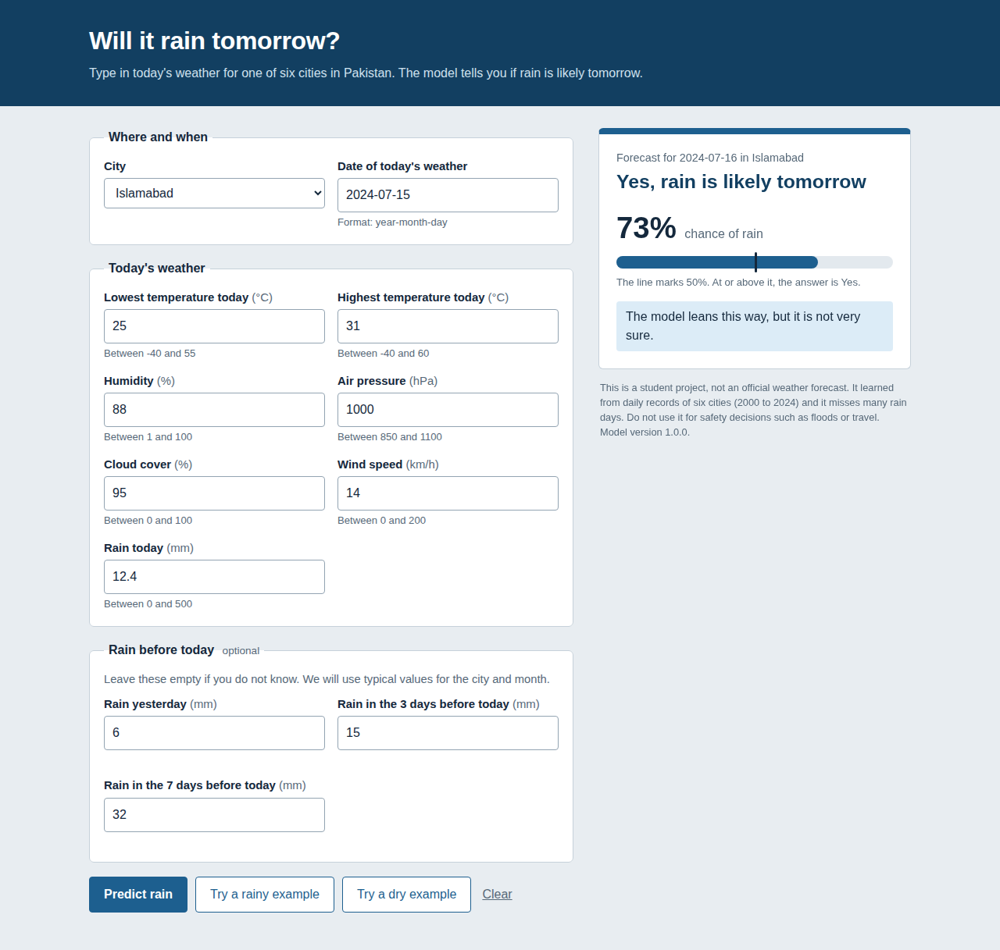 Will it rain tomorrow?
Type in today's weather for one of six cities in Pakistan. The model tells you if rain is likely tomorrow.
Where and when
City
Date of today's weather
Islamabad
2024-07-15
Format: year-month-day
Today's weather
Lowest temperature today (°C)
Highest temperature today (°C)
25
31
Between -40 and 55
Between -40 and 60
Humidity (%)
Air pressure (hPa)
88
1000
Between 1 and 100
Between 850 and 1100
Cloud cover (%)
Wind speed (km/h)
95
14
Between 0 and 100
Between 0 and 200
Rain today (mm)
12.4
Between 0 and 500
Rain before today optional
Leave these empty if you do not know. We will use typical values for the city and month.
Rain yesterday (mm)
Rain in the 3 days before today (mm)
6
15
Rain in the 7 days before today (mm)
32
Predict rain
Try a rainy example
Try a dry example
Clear
Forecast for 2024-07-16 in Islamabad
Yes, rain is likely tomorrow
73% chance of rain
The line marks 50%. At or above it, the answer is Yes.
The model leans this way, but it is not very
sure.
This is a student project, not an official weather forecast. It learned
from daily records of six cities (2000 to 2024) and it misses many rain
days. Do not use it for safety decisions such as floods or travel.
Model version 1.0.0.